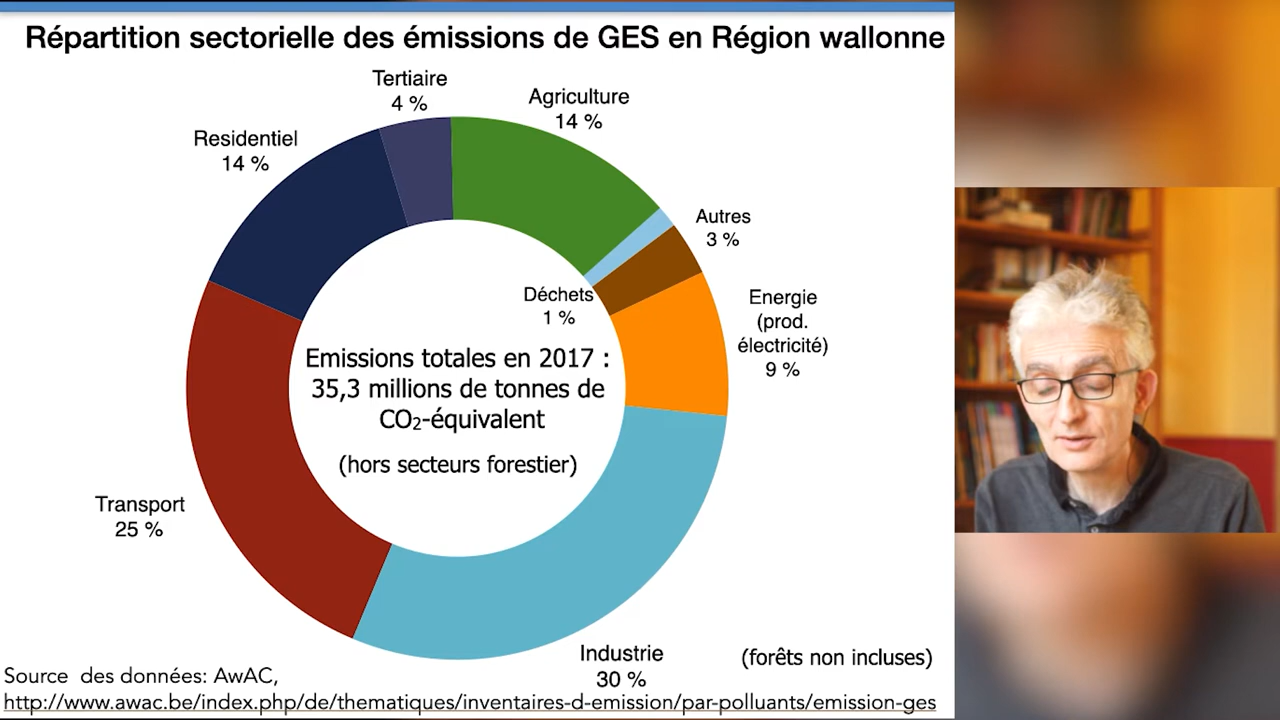 Répartition sectorielle des émissions de GES en Région wallonne
Tertiaire
4 %
Agriculture
14 %
Residentiel
14 %
Autres
3 %
Déchets
1 %
Energie
(prod.
électricité)
9 %
Emissions totales en 2017 :
35,3 millions de tonnes de
CO₂-équivalent
(hors secteurs forestier)
Transport
25 %
Industrie
30 %
(forêts non incluses)
Source des données: AwAC,
http://www.awac.be/index.php/de/thematiques/inventaires-d-emission/par-polluants/emission-ges